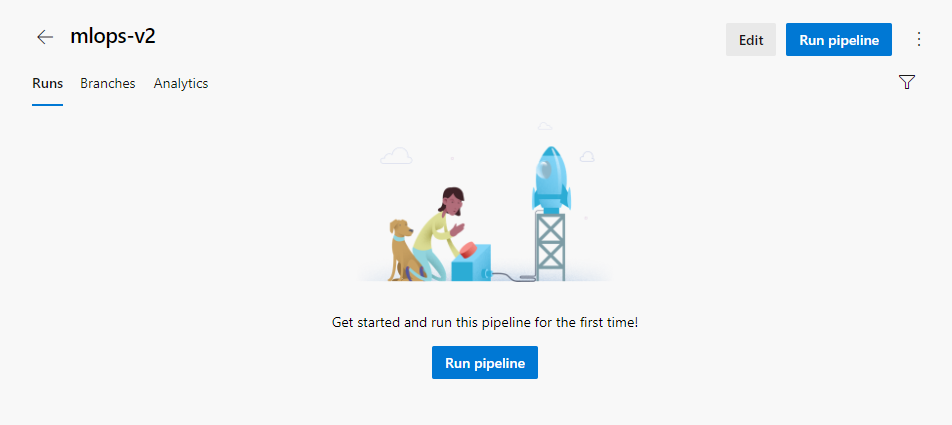 mlops-v2
Edit
Run pipeline
Runs
Branches
Analytics
Get started and run this pipeline for the first time!
Run pipeline